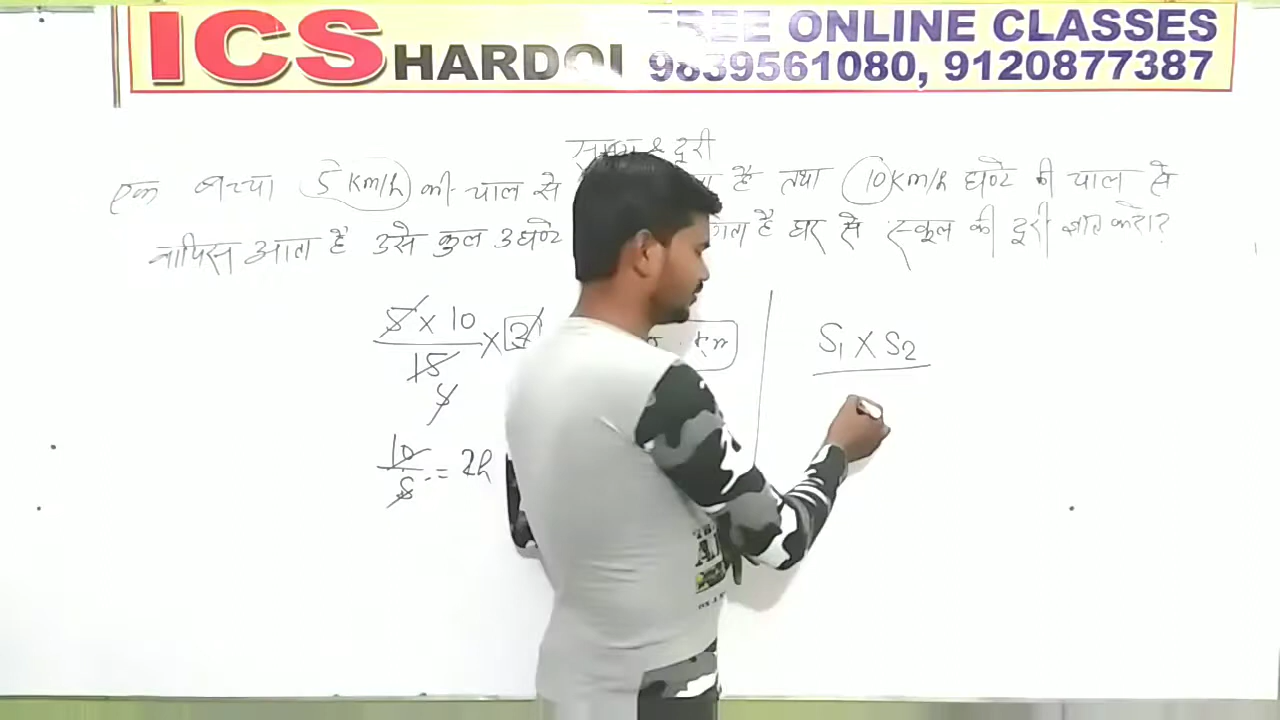 ICS HARDOI FREE ONLINE CLASSES
9839561080, 9120877387
समय & दूरी
एक बच्चा 5 km/h की चाल से है तथा 10 km/h घण्टे की चाल से
वापिस आता है उसे कुल 3 घण्टे है घर से स्कूल की दूरी ज्ञात करो?
5 × 10
15 × 3 km
S₁ × S₂
10
5 = 2h